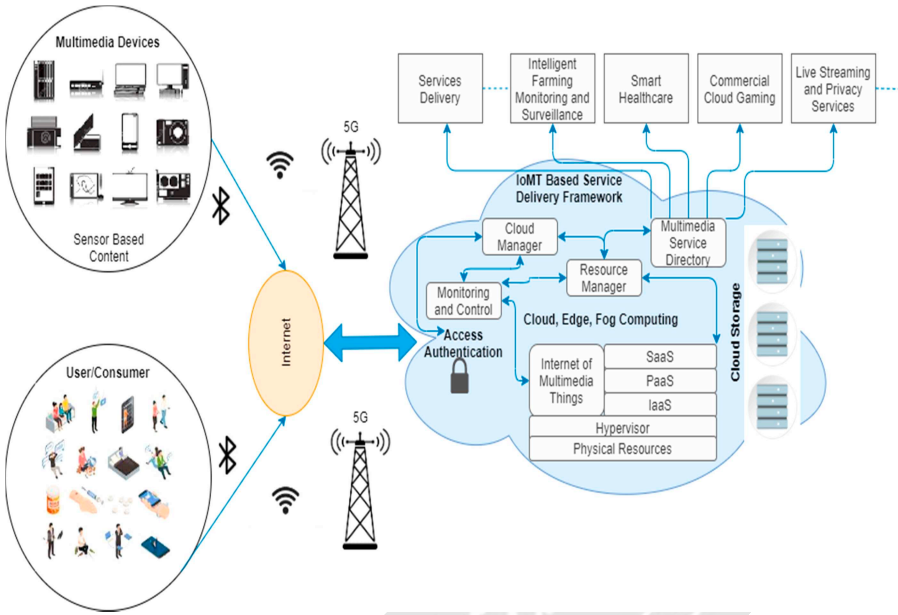 Multimedia Devices
Sensor Based
Content
5G
Internet
User/Consumer
5G
Services
Delivery
Intelligent
Farming
Monitoring and
Surveillance
Smart
Healthcare
Commercial
Cloud Gaming
Live Streaming
and Privacy
Services
IoMT Based Service
Delivery Framework
Cloud
Manager
Multimedia
Service
Directory
Resource
Manager
Monitoring
and Control
Access
Authentication
Cloud, Edge, Fog Computing
Internet of
Multimedia
Things
SaaS
PaaS
IaaS
Hypervisor
Physical Resources
Cloud Storage